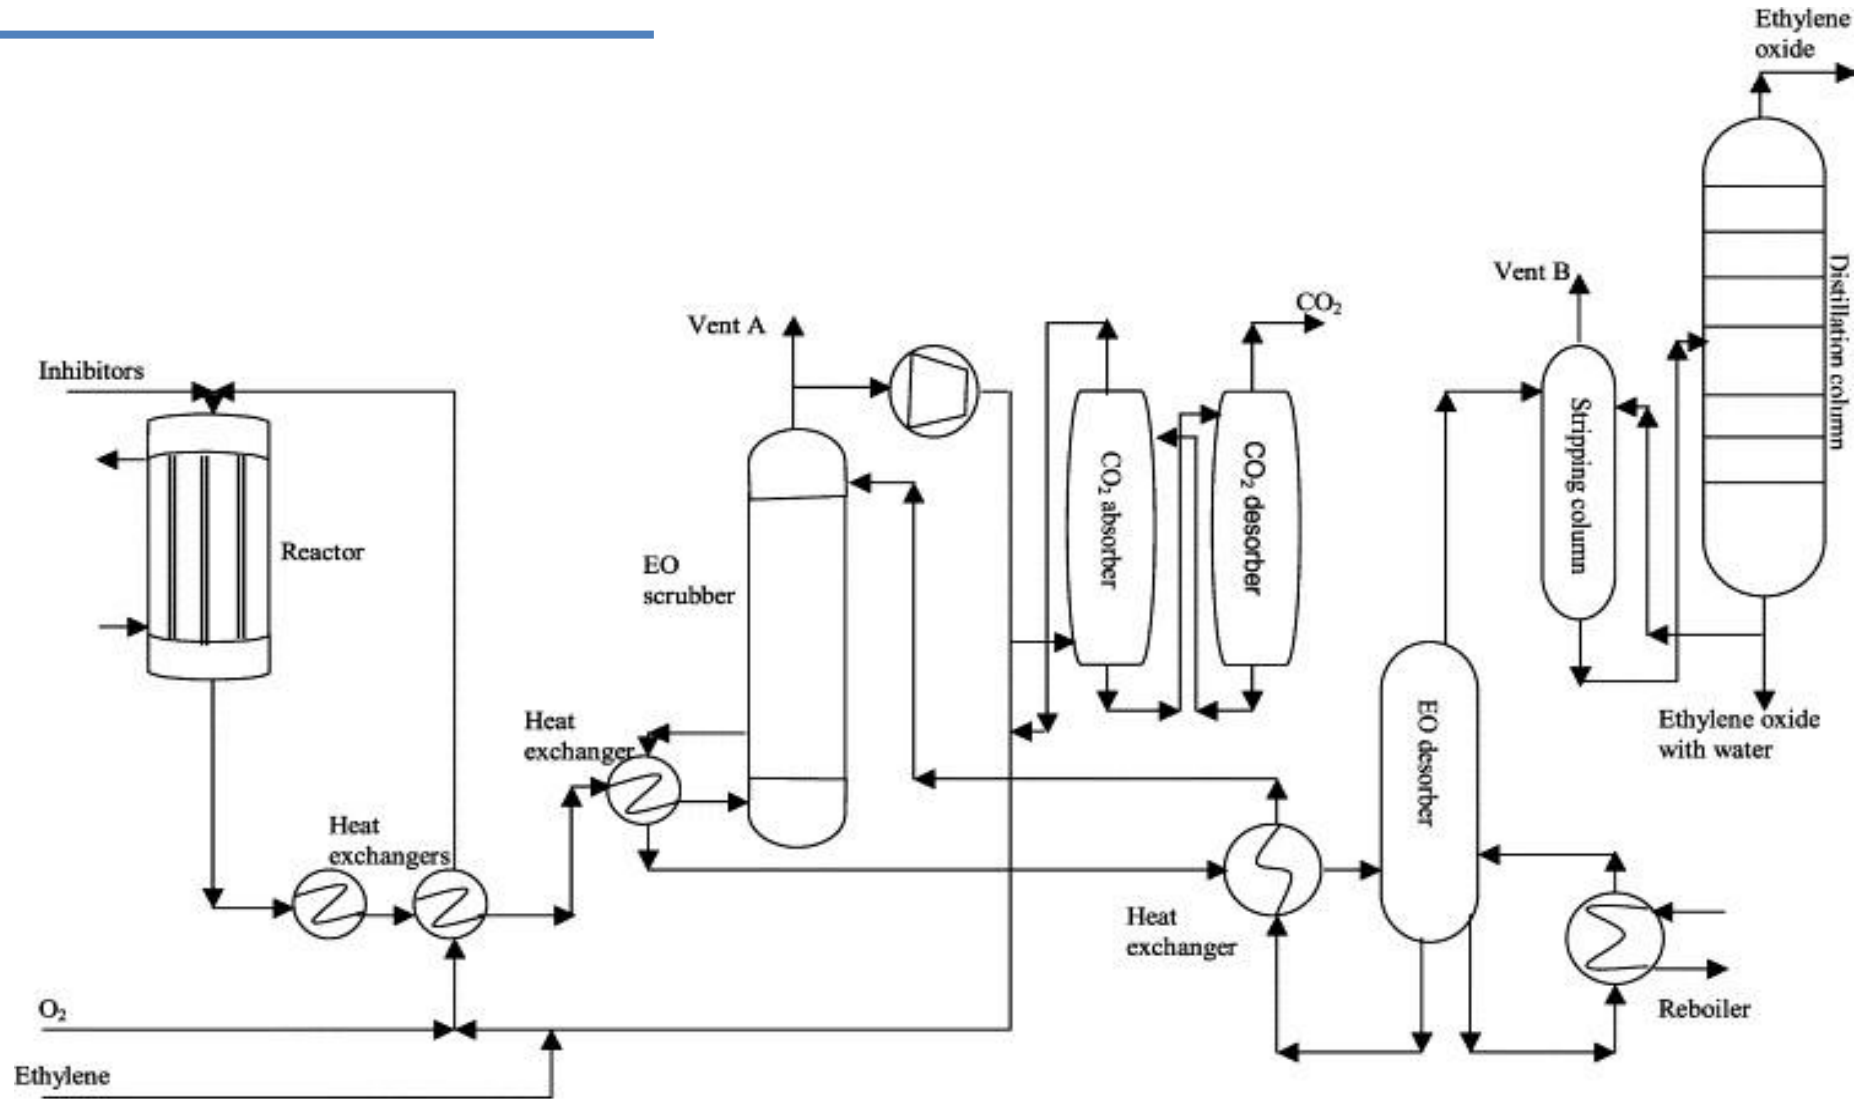 Ethylene
oxide
Distillation column
Vent B
CO₂
Vent A
Inhibitors
Stripping column
CO₂ absorber
CO₂ desorber
Reactor
EO
scrubber
Heat
exchanger
Ethylene oxide
with water
EO desorber
Heat
exchangers
Heat
exchanger
Reboiler
O₂
Ethylene